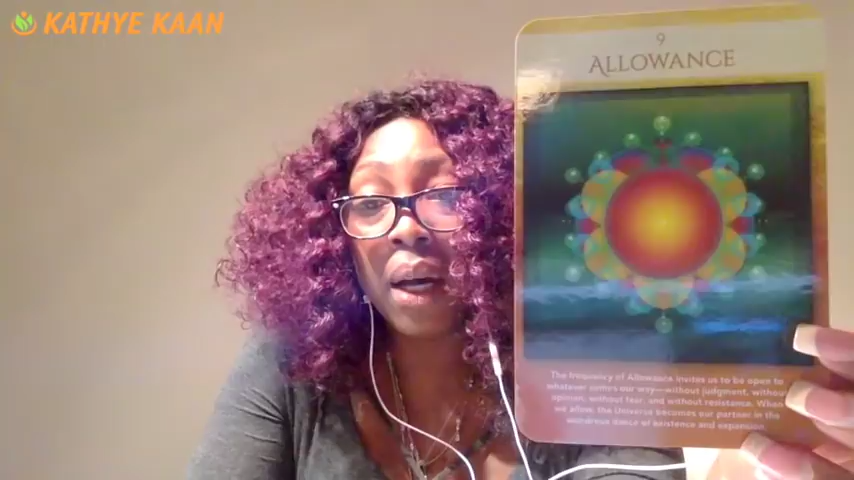 KATHYE KAAN
9
ALLOWANCE
The frequency of Allowance invites us to be open to
whatever comes our way—without judgment, without
opinion, without fear, and without resistance. When
we allow, the Universe becomes our partner in the
wondrous dance of existence and expansion.